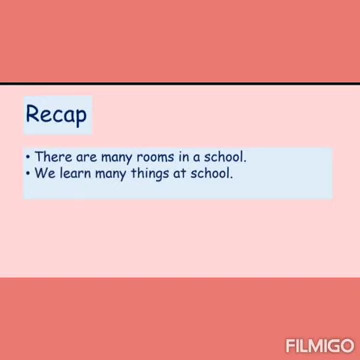 Recap
• There are many rooms in a school.
• We learn many things at school.
FILMIGO